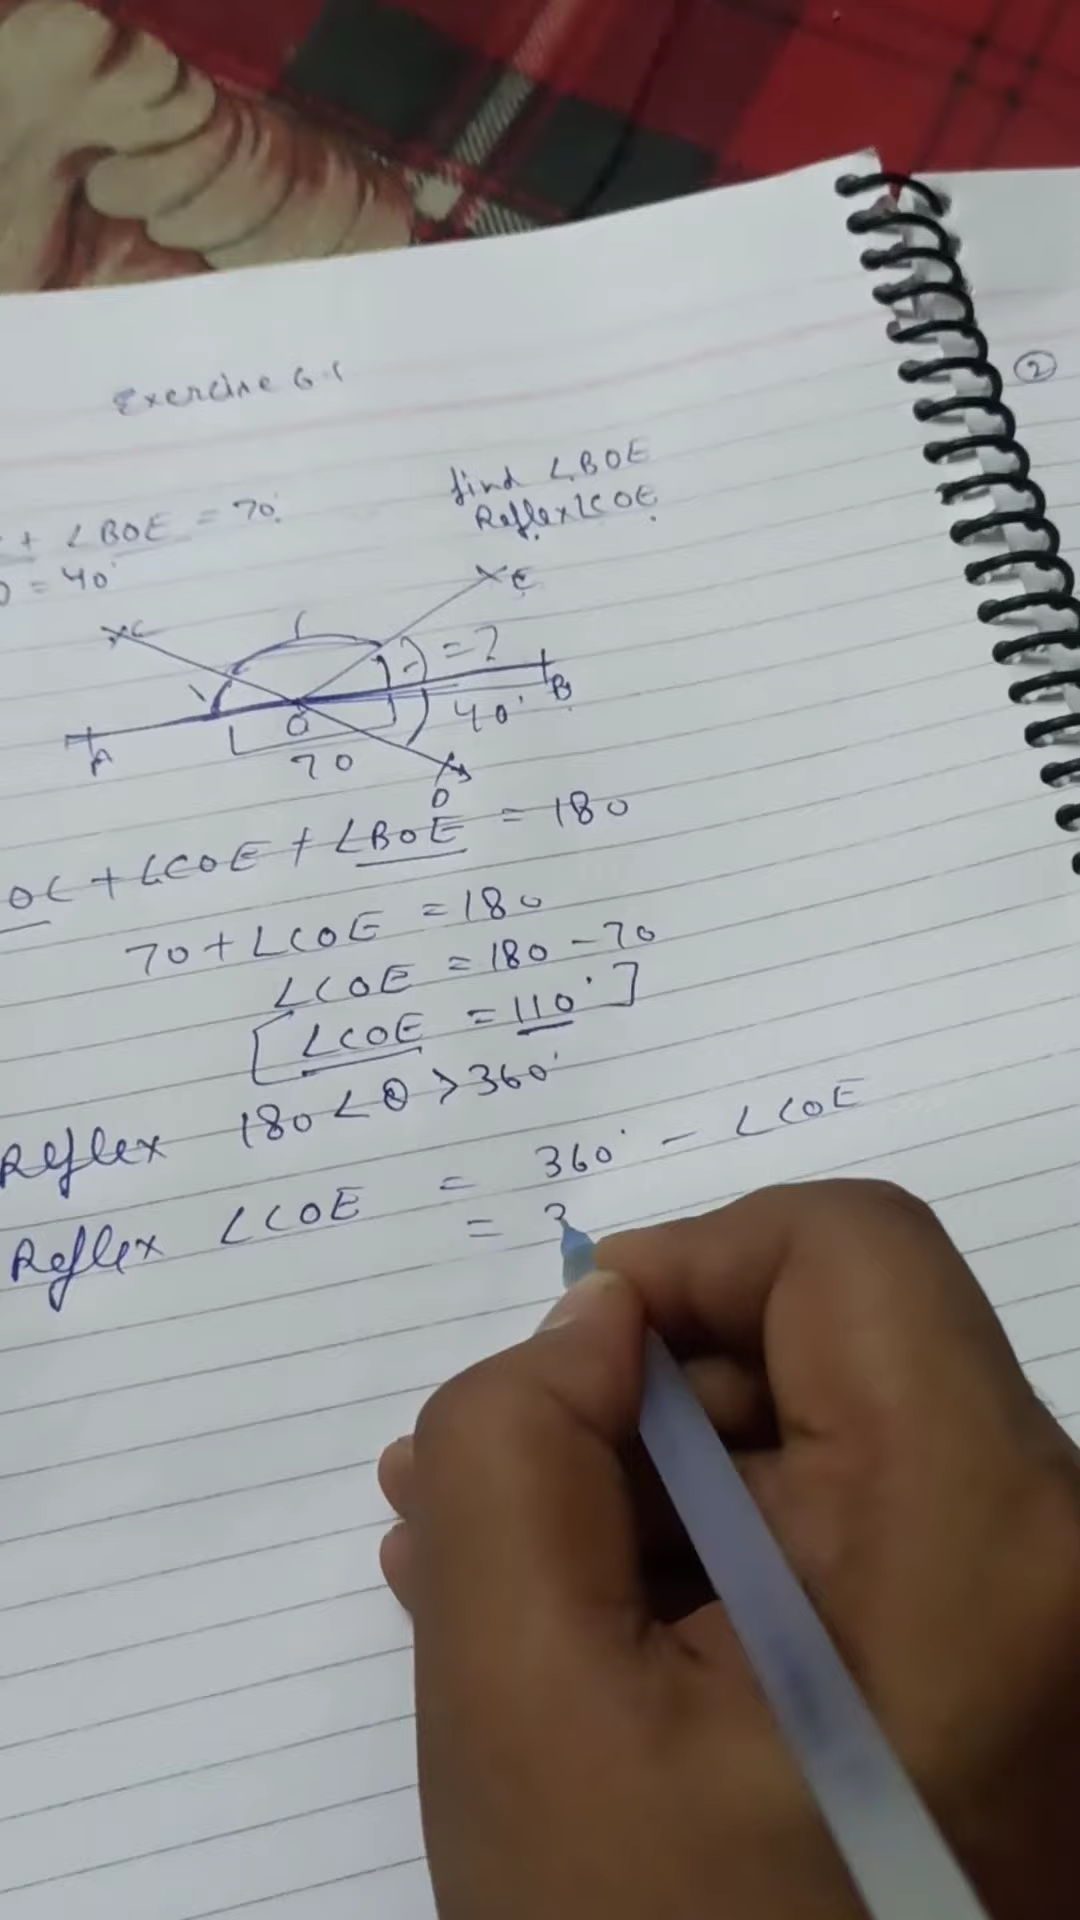 Exercise 6.1
②
+ ∠BOE = 70°
find ∠BOE
= 40°
Reflex ∠COE.
C
E
) = ?
B
A
O
40°
70
D
OC + ∠COE + ∠BOE = 180
70 + ∠COE = 180
∠COE = 180 - 70
[∠COE = 110°]
Reflex 180 < θ > 360°
Reflex ∠COE = 360° - ∠COE
= 3